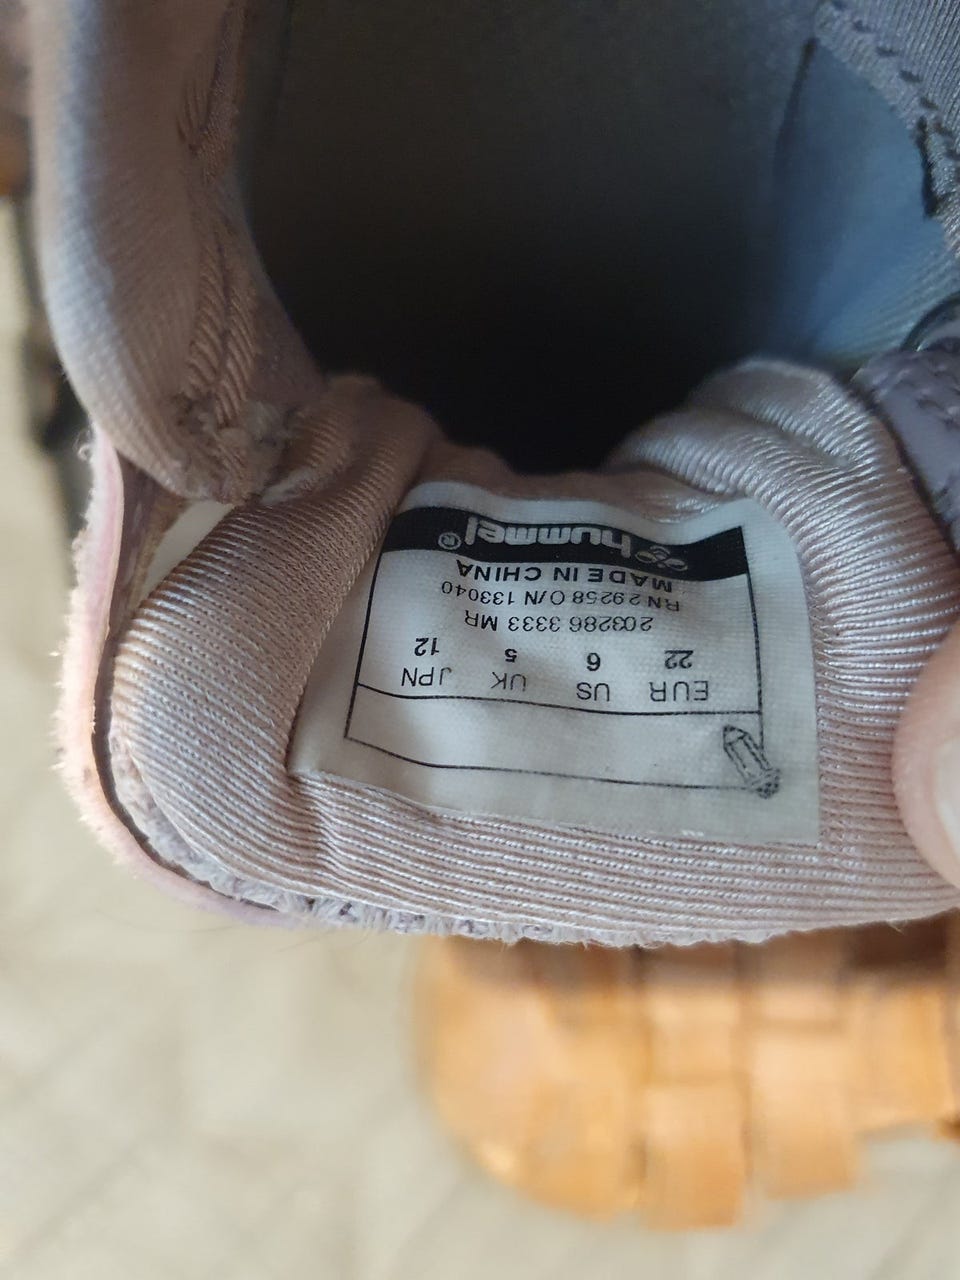 hummel®
MADE IN CHINA
RN 29258 O/N 133040
203286 3333 MR
22 6 5 12
EUR US UK JPN